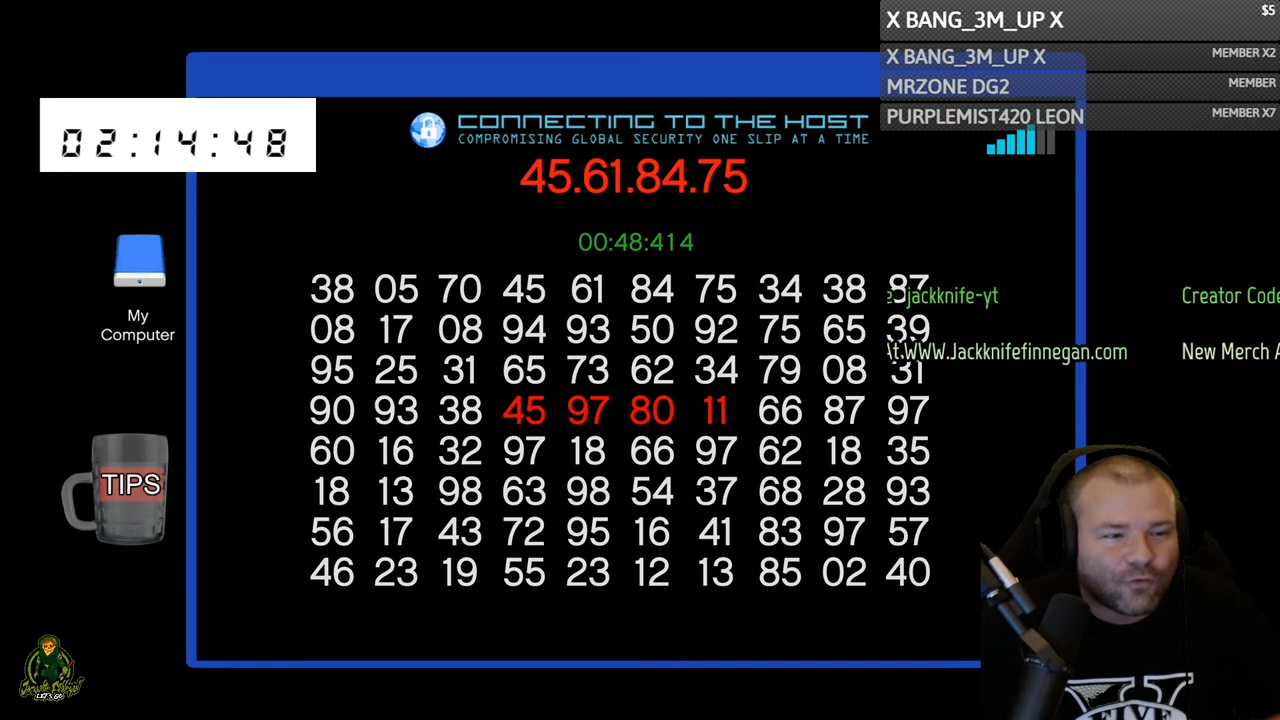 X BANG_3M_UP X $5
X BANG_3M_UP X MEMBER X2
MRZONE DG2 MEMBER
PURPLEMIST420 LEON MEMBER X7
02:14:48
CONNECTING TO THE HOST
COMPROMISING GLOBAL SECURITY ONE SLIP AT A TIME
45.61.84.75
00:48:414
38 05 70 45 61 84 75 34 38 87
08 17 08 94 93 50 92 75 65 39
95 25 31 65 73 62 34 79 08 31
90 93 38 45 97 80 11 66 87 97
60 16 32 97 18 66 97 62 18 35
18 13 98 63 98 54 37 68 28 93
56 17 43 72 95 16 41 83 97 57
46 23 19 55 23 12 13 85 02 40
My
Computer
e: jackknife-yt Creator Code
At WWW.Jackknifefinnegan.com New Merch A
TIPS
Jackknife Finnegan
LET'S GO
V
FIVE